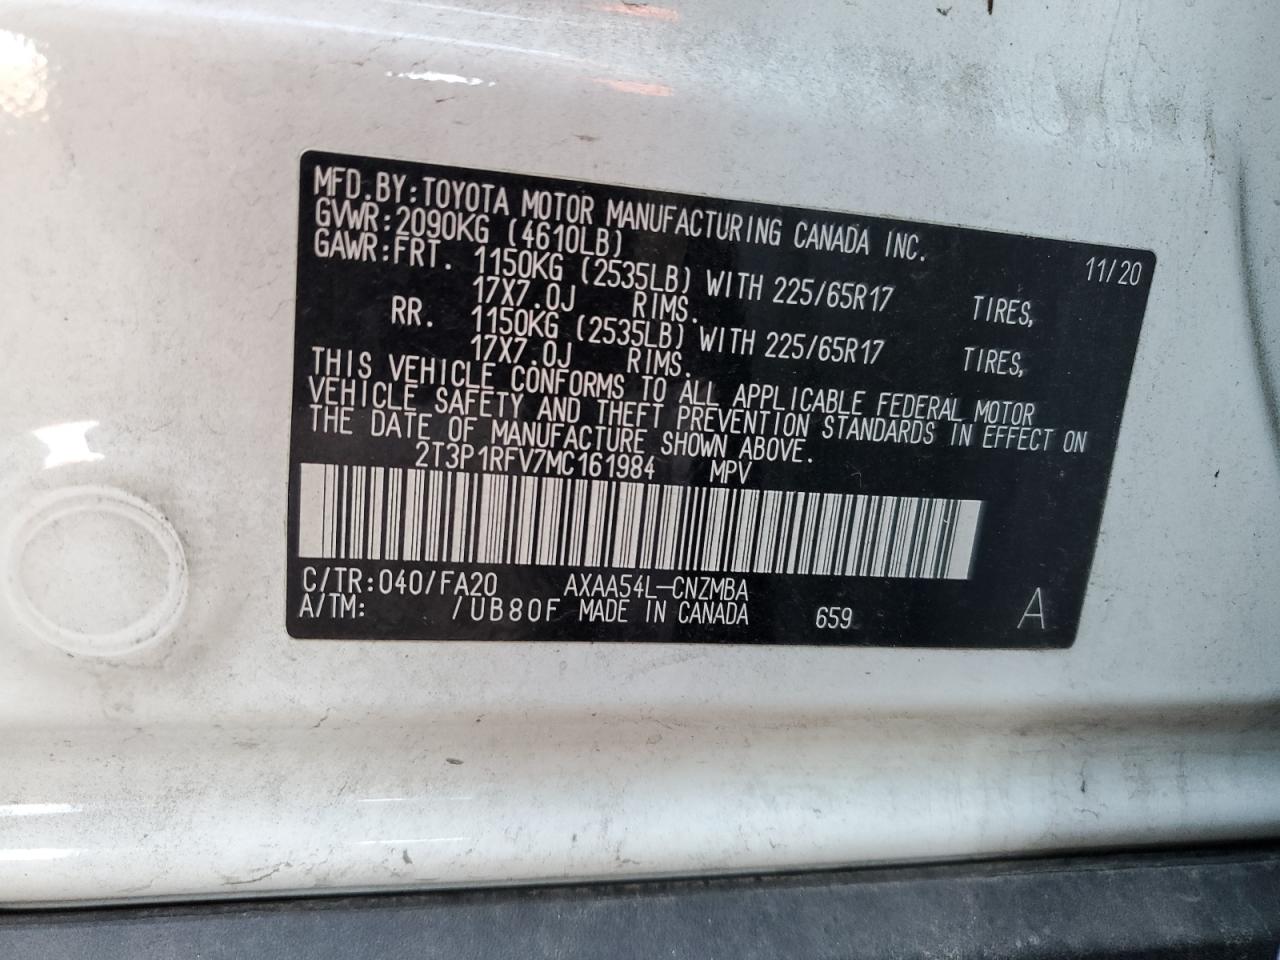 MFD.BY:TOYOTA MOTOR MANUFACTURING CANADA INC.
GVWR:2090KG (4610LB) 11/20
GAWR:FRT. 1150KG (2535LB) WITH 225/65R17 TIRES,
17X7.0J RIMS.
RR. 1150KG (2535LB) WITH 225/65R17 TIRES,
17X7.0J RIMS.
THIS VEHICLE CONFORMS TO ALL APPLICABLE FEDERAL MOTOR
VEHICLE SAFETY AND THEFT PREVENTION STANDARDS IN EFFECT ON
THE DATE OF MANUFACTURE SHOWN ABOVE.
2T3P1RFV7MC161984 MPV
C/TR:040/FA20 AXAA54L-CNZMBA
A/TM: /UB80F MADE IN CANADA 659 A